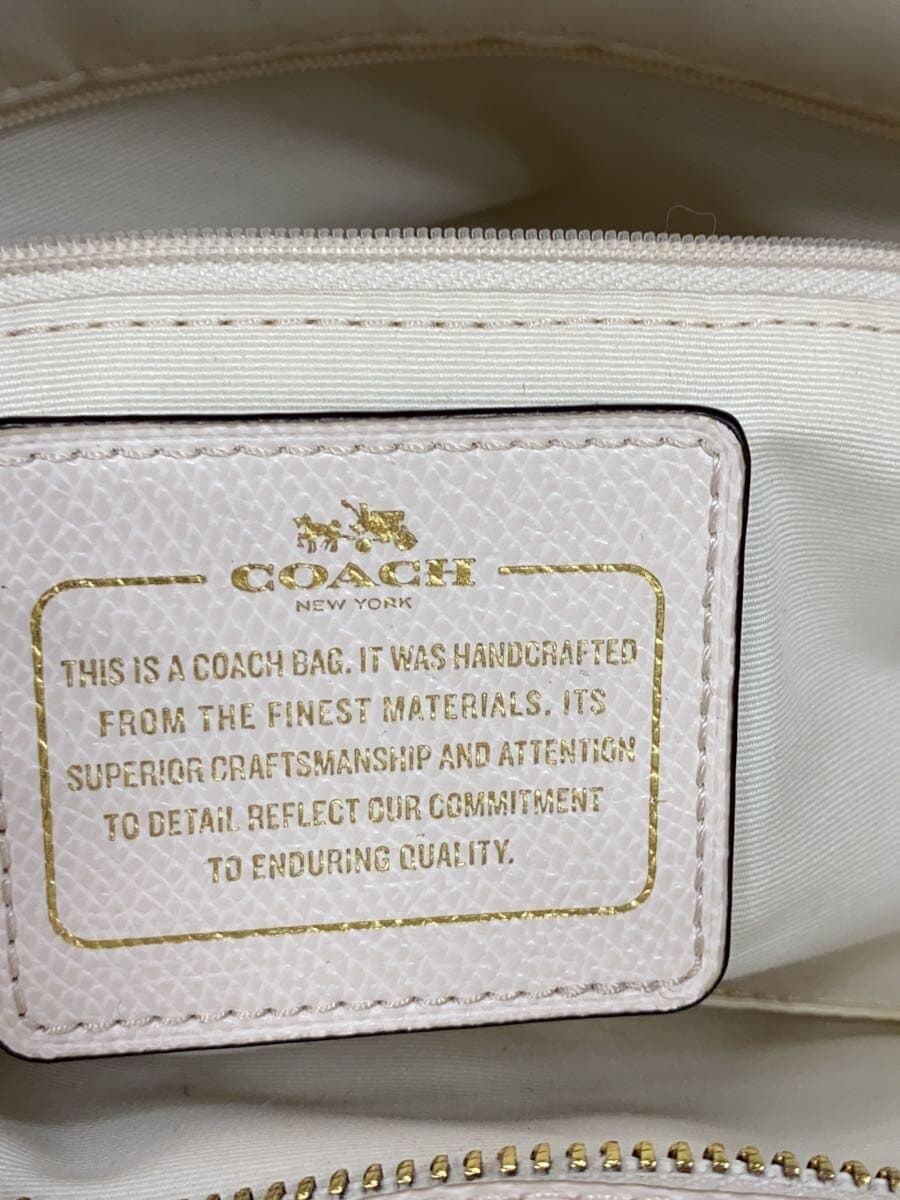 COACH
NEW YORK
THIS IS A COACH BAG. IT WAS HANDCRAFTED
FROM THE FINEST MATERIALS. ITS
SUPERIOR CRAFTSMANSHIP AND ATTENTION
TO DETAIL REFLECT OUR COMMITMENT
TO ENDURING QUALITY.